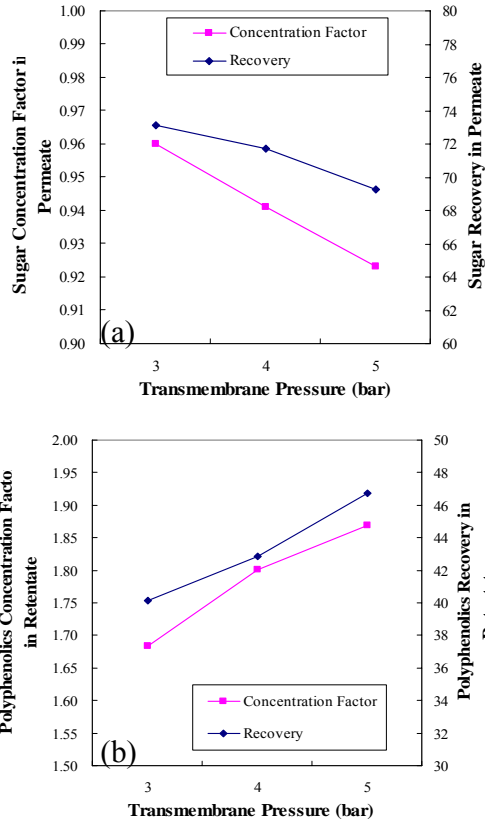 1.00
0.99
0.98
0.97
0.96
0.95
0.94
0.93
0.92
0.91
0.90
80
78
76
74
72
70
68
66
64
62
60
Sugar Concentration Factor i
Permeate
Sugar Recovery in Permeate
Concentration Factor
Recovery
(a)
3 4 5
Transmembrane Pressure (bar)
2.00
1.95
1.90
1.85
1.80
1.75
1.70
1.65
1.60
1.55
1.50
50
48
46
44
42
40
38
36
34
32
30
Polyphenolics Concentration Facto
in Retentate
Polyphenolics Recovery in
Concentration Factor
Recovery
(b)
3 4 5
Transmembrane Pressure (bar)